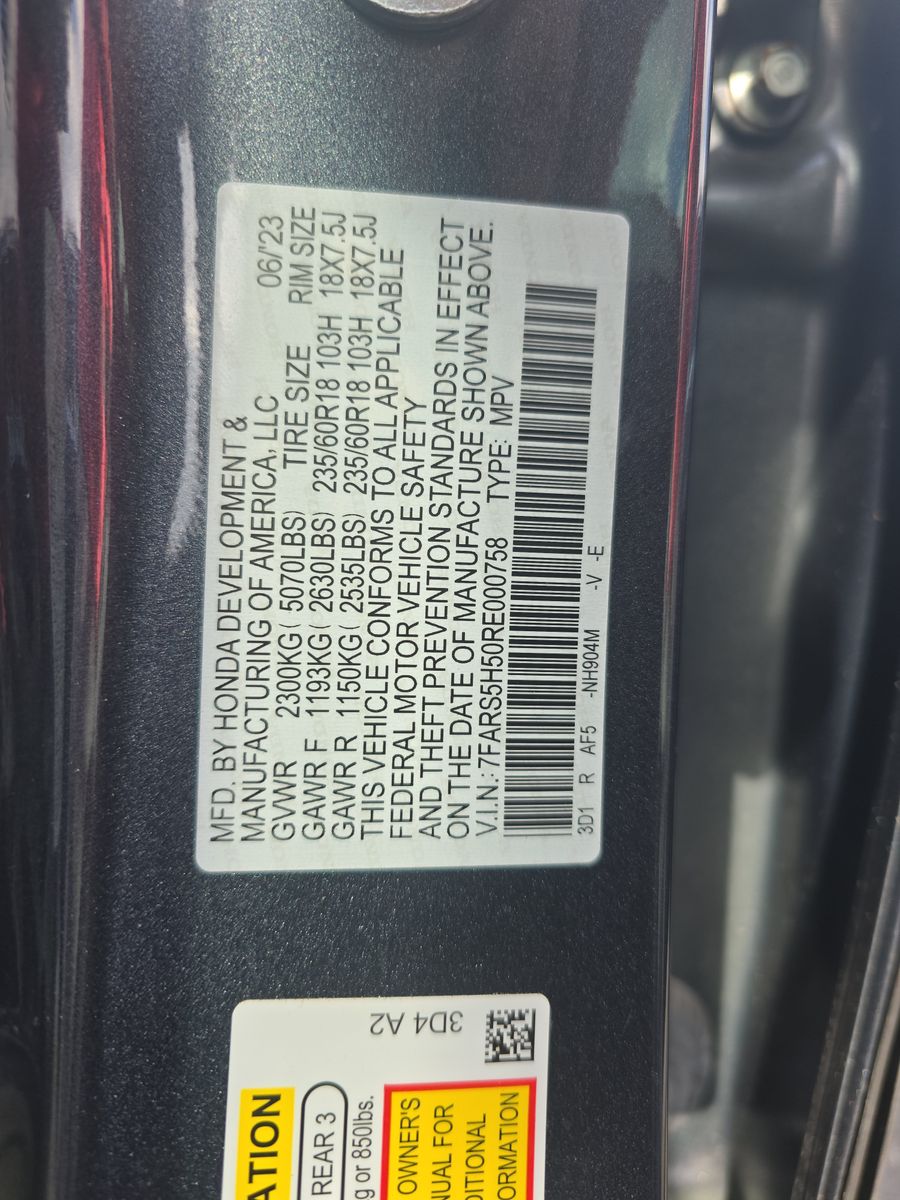 MFD. BY HONDA DEVELOPMENT &
MANUFACTURING OF AMERICA, LLC 06/'23
GVWR 2300KG ( 5070LBS) TIRE SIZE RIM SIZE
GAWR F 1193KG ( 2630LBS) 235/60R18 103H 18X7.5J
GAWR R 1150KG ( 2535LBS) 235/60R18 103H 18X7.5J
THIS VEHICLE CONFORMS TO ALL APPLICABLE
FEDERAL MOTOR VEHICLE SAFETY
AND THEFT PREVENTION STANDARDS IN EFFECT
ON THE DATE OF MANUFACTURE SHOWN ABOVE.
V.I.N.: 7FARS5H50RE000758 TYPE: MPV
3D1 R AF5 -NH904M -V -E
3D4 A2
ATION
REAR 3
g or 850lbs.
OWNER'S
NUAL FOR
DITIONAL
ORMATION